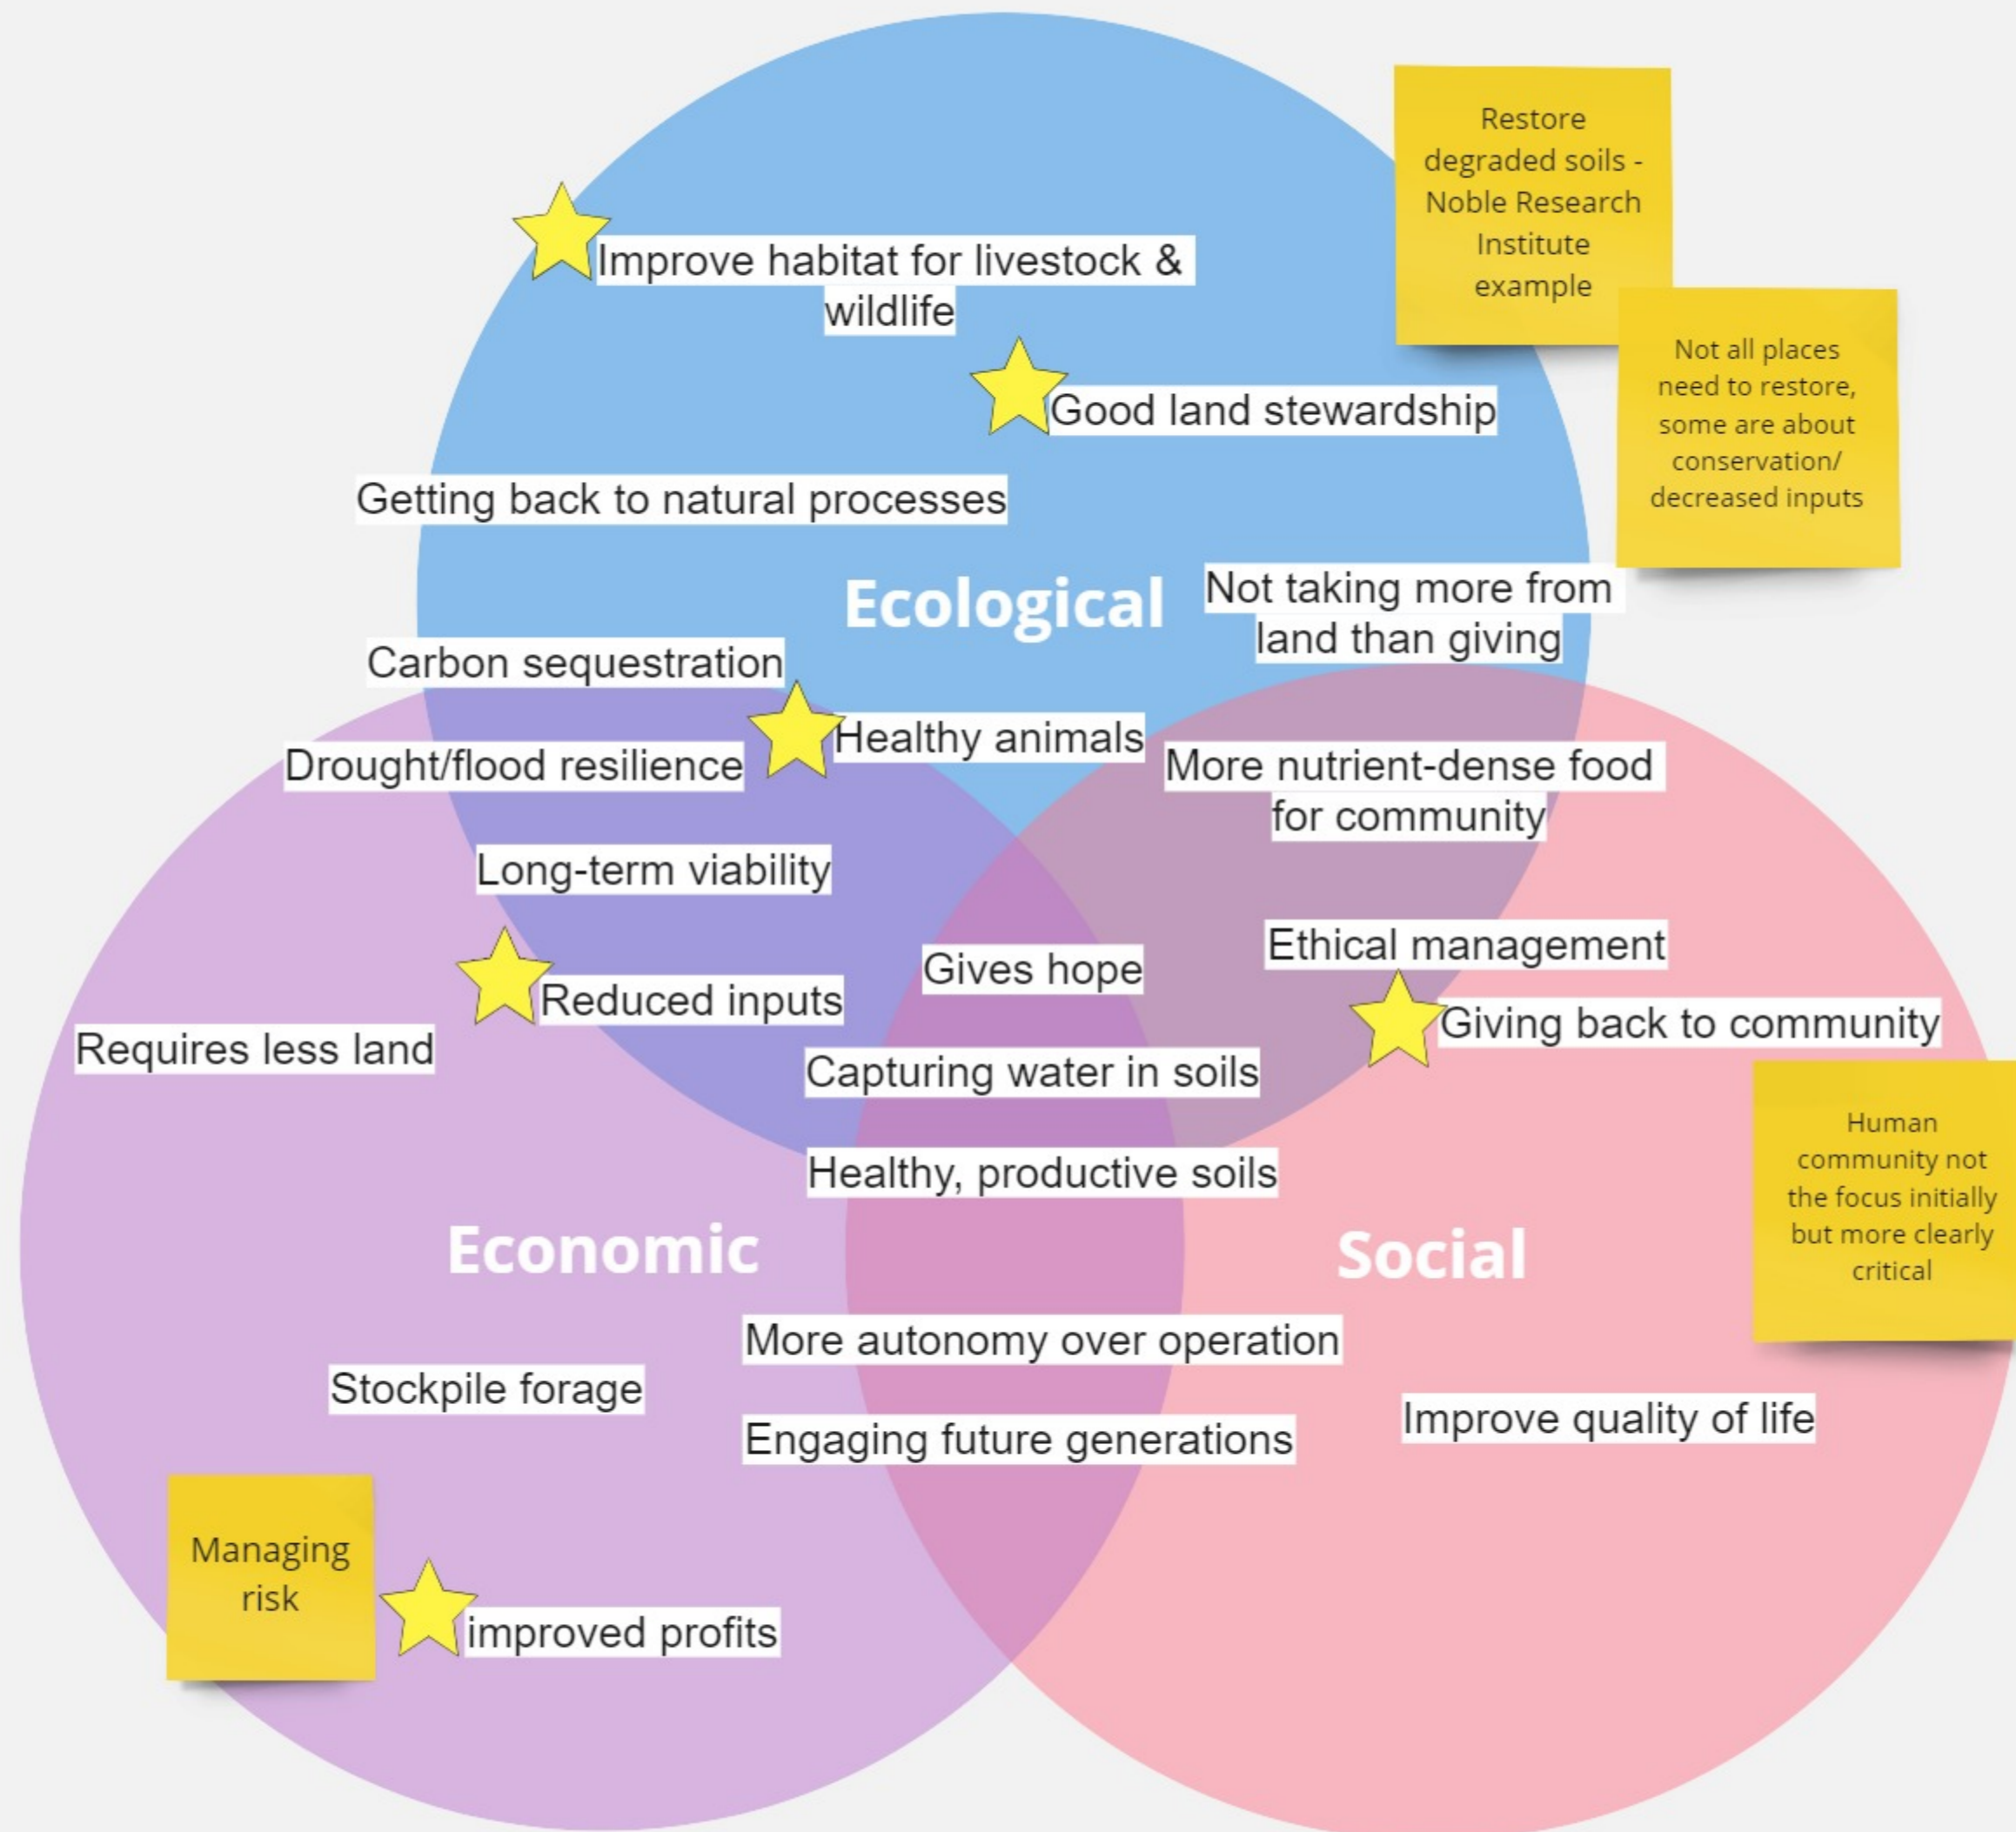 Restore
degraded soils -
Noble Research
Institute
example
Improve habitat for livestock &
wildlife
Not all places
need to restore,
some are about
conservation/
decreased inputs
Good land stewardship
Getting back to natural processes
Ecological
Not taking more from
land than giving
Carbon sequestration
Healthy animals
Drought/flood resilience
More nutrient-dense food
for community
Long-term viability
Ethical management
Gives hope
Reduced inputs
Giving back to community
Requires less land
Capturing water in soils
Human
community not
the focus initially
but more clearly
critical
Healthy, productive soils
Economic
Social
More autonomy over operation
Stockpile forage
Improve quality of life
Engaging future generations
Managing
risk
improved profits